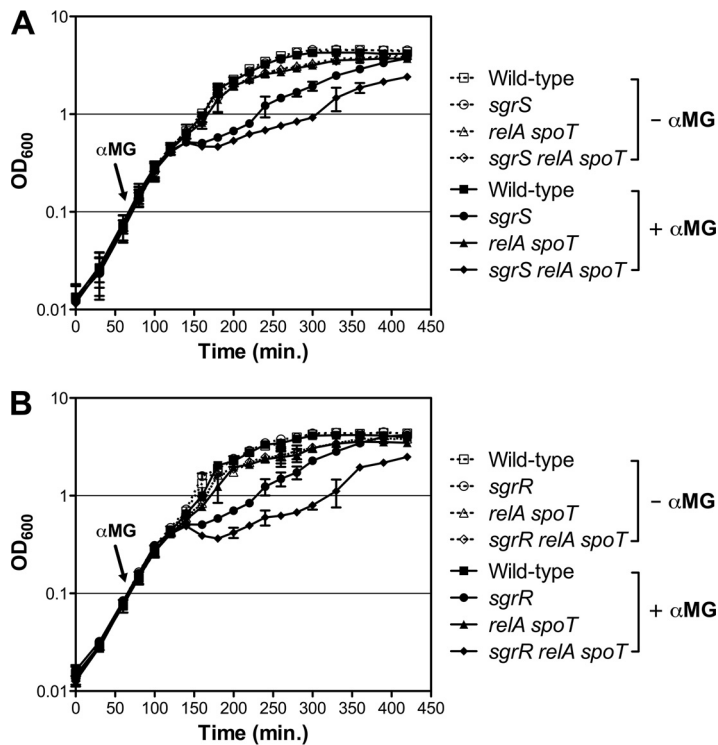 A
10
1
0.1
0.01
OD600
αMG
0 50 100 150 200 250 300 350 400 450
Time (min.)
Wild-type
sgrS
relA spoT
sgrS relA spoT
- αMG
Wild-type
sgrS
relA spoT
sgrS relA spoT
+ αMG
B
10
1
0.1
0.01
OD600
αMG
0 50 100 150 200 250 300 350 400 450
Time (min.)
Wild-type
sgrR
relA spoT
sgrR relA spoT
- αMG
Wild-type
sgrR
relA spoT
sgrR relA spoT
+ αMG